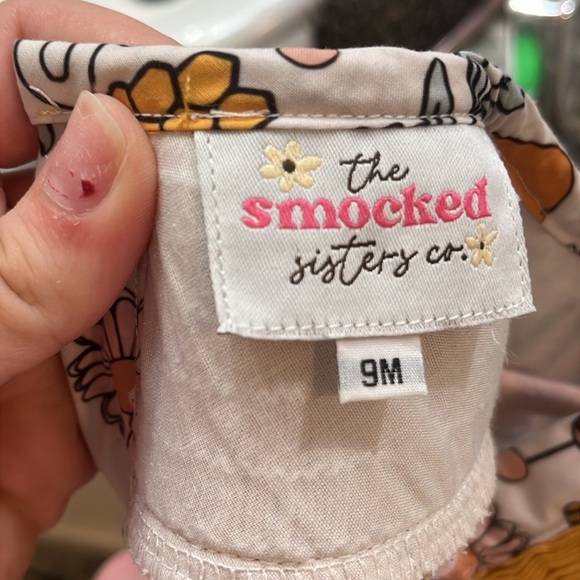 the
smocked
sisters co.
9M